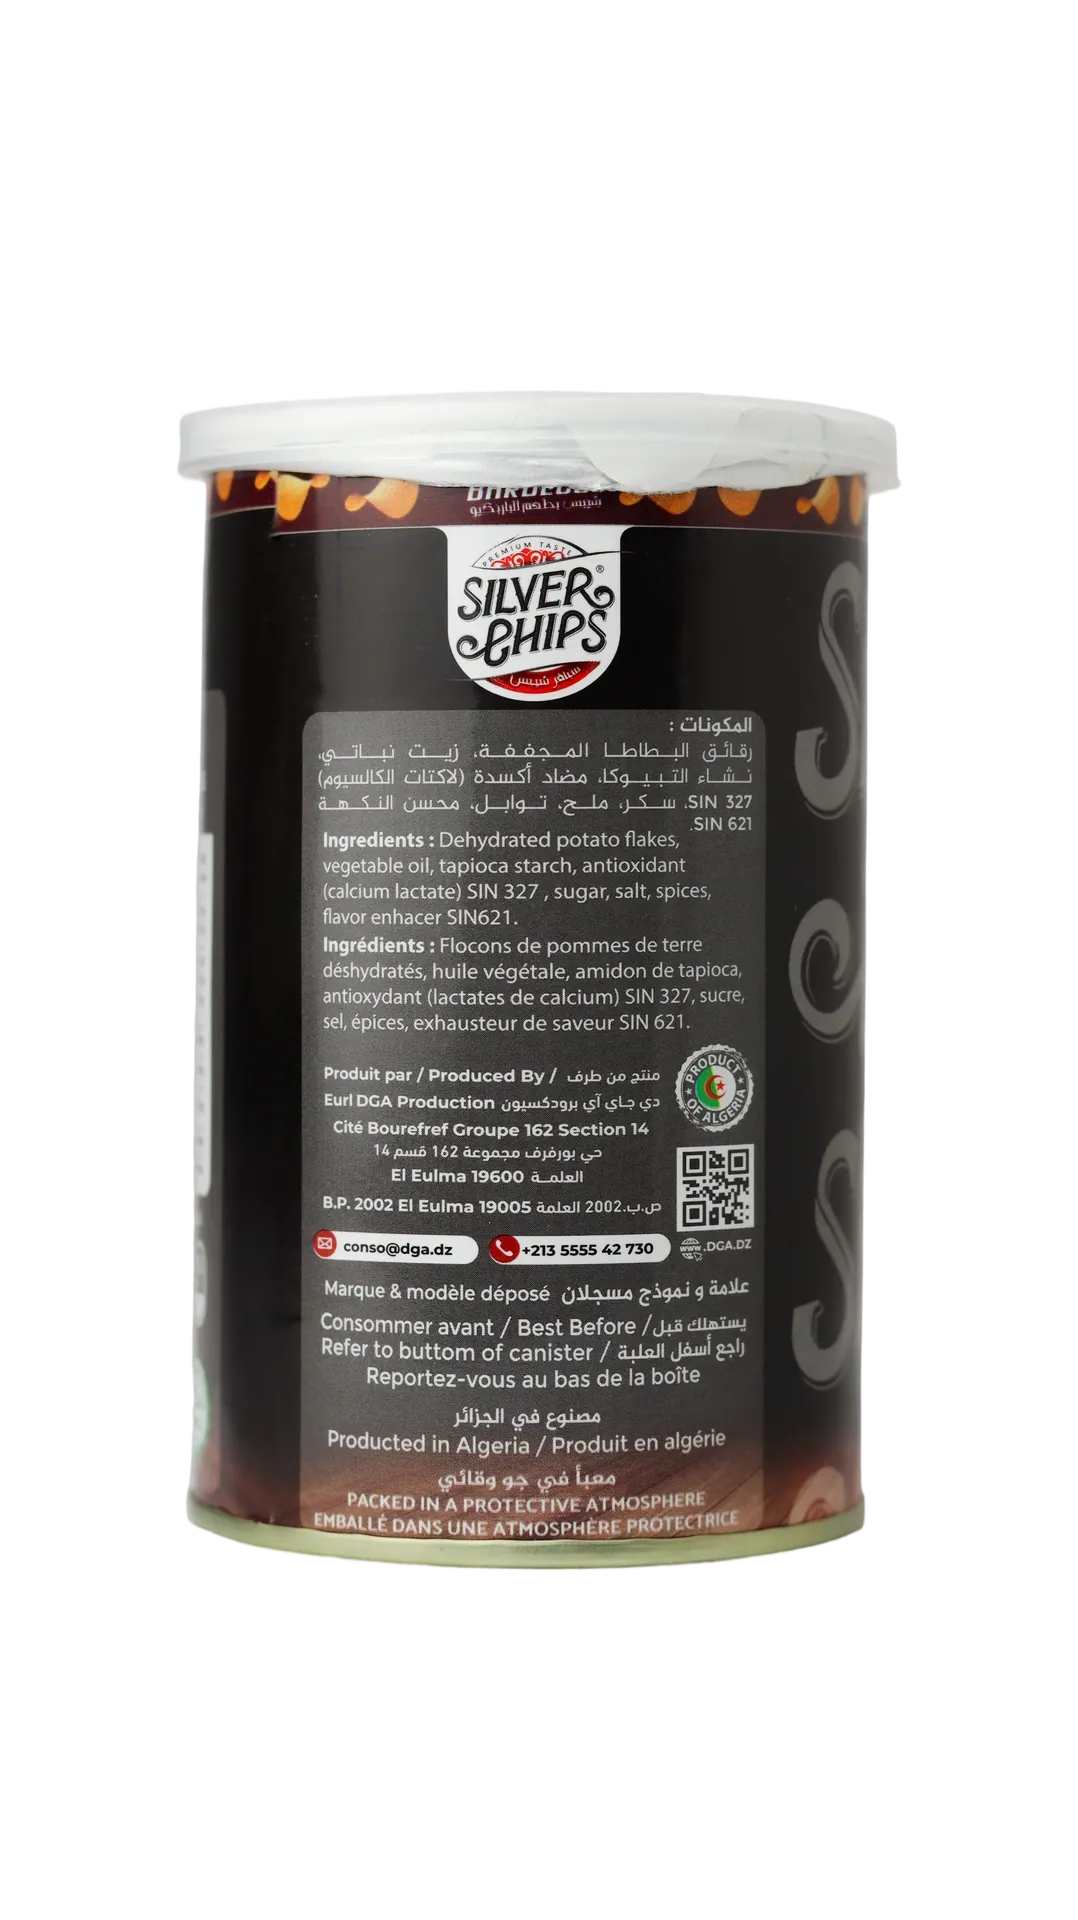 شيبس بطعم الباربكيو
PREMIUM TASTE
SILVER®
CHIPS
سيلفر شيبس
المكونات :
رقائق البطاطا المجففة، زيت نباتي،
نشاء التبيوكا، مضاد أكسدة (لاكتات الكالسيوم)
SIN 327، سكر، ملح، توابل، محسن النكهة
SIN 621.
Ingredients : Dehydrated potato flakes,
vegetable oil, tapioca starch, antioxidant
(calcium lactate) SIN 327 , sugar, salt, spices,
flavor enhacer SIN621.
Ingrédients : Flocons de pommes de terre
déshydratés, huile végétale, amidon de tapioca,
antioxydant (lactates de calcium) SIN 327, sucre,
sel, épices, exhausteur de saveur SIN 621.
Produit par / Produced By / منتج من طرف
Eurl DGA Production دي جاي آي برودكسيون
Cité Bourefref Groupe 162 Section 14
حي بورفرف مجموعة 162 قسم 14
El Eulma 19600 العلمة
B.P. 2002 El Eulma 19005 ص.ب.2002 العلمة
PRODUCT OF ALGERIA
conso@dga.dz
+213 5555 42 730
www.DGA.DZ
Marque & modèle déposé علامة و نموذج مسجلان
Consommer avant / Best Before / يستهلك قبل
Refer to buttom of canister / راجع أسفل العلبة
Reportez-vous au bas de la boîte
مصنوع في الجزائر
Producted in Algeria / Produit en algérie
معبأ في جو وقائي
PACKED IN A PROTECTIVE ATMOSPHERE
EMBALLÉ DANS UNE ATMOSPHÈRE PROTECTRICE